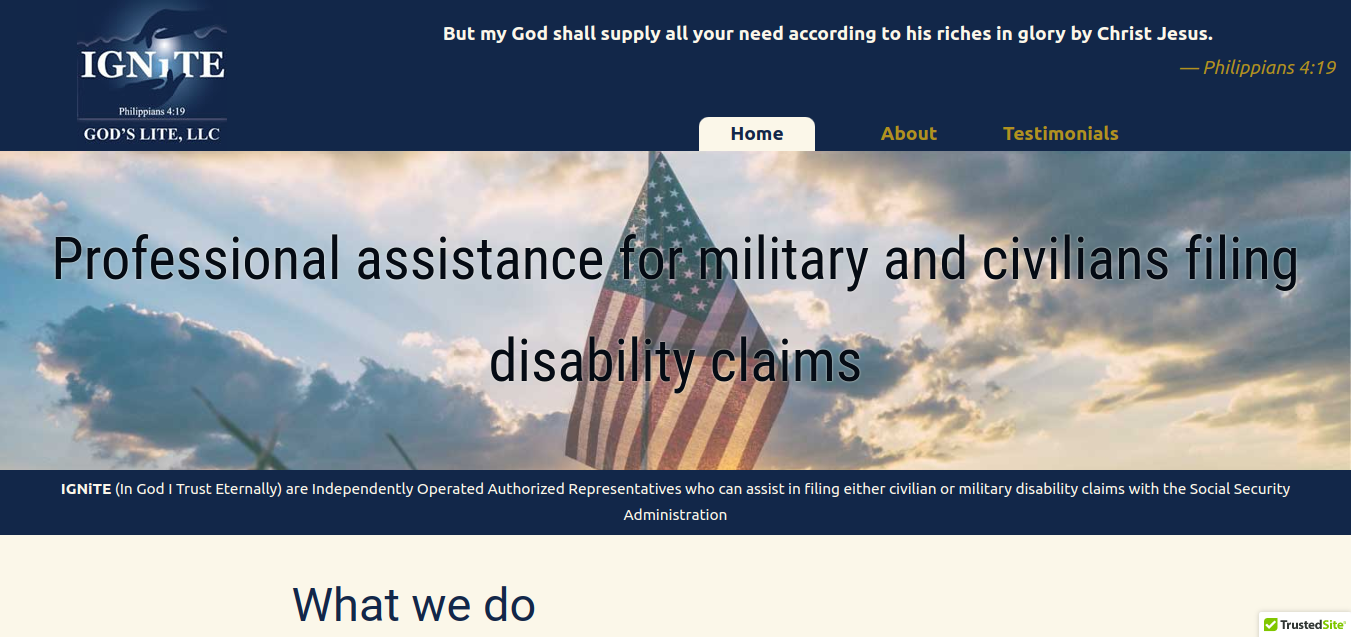 IGNiTE
Philippians 4:19
GOD'S LITE, LLC
But my God shall supply all your need according to his riches in glory by Christ Jesus.
— Philippians 4:19
Home
About
Testimonials
Professional assistance for military and civilians filing
disability claims
IGNiTE (In God I Trust Eternally) are Independently Operated Authorized Representatives who can assist in filing either civilian or military disability claims with the Social Security
Administration
What we do
TrustedSite